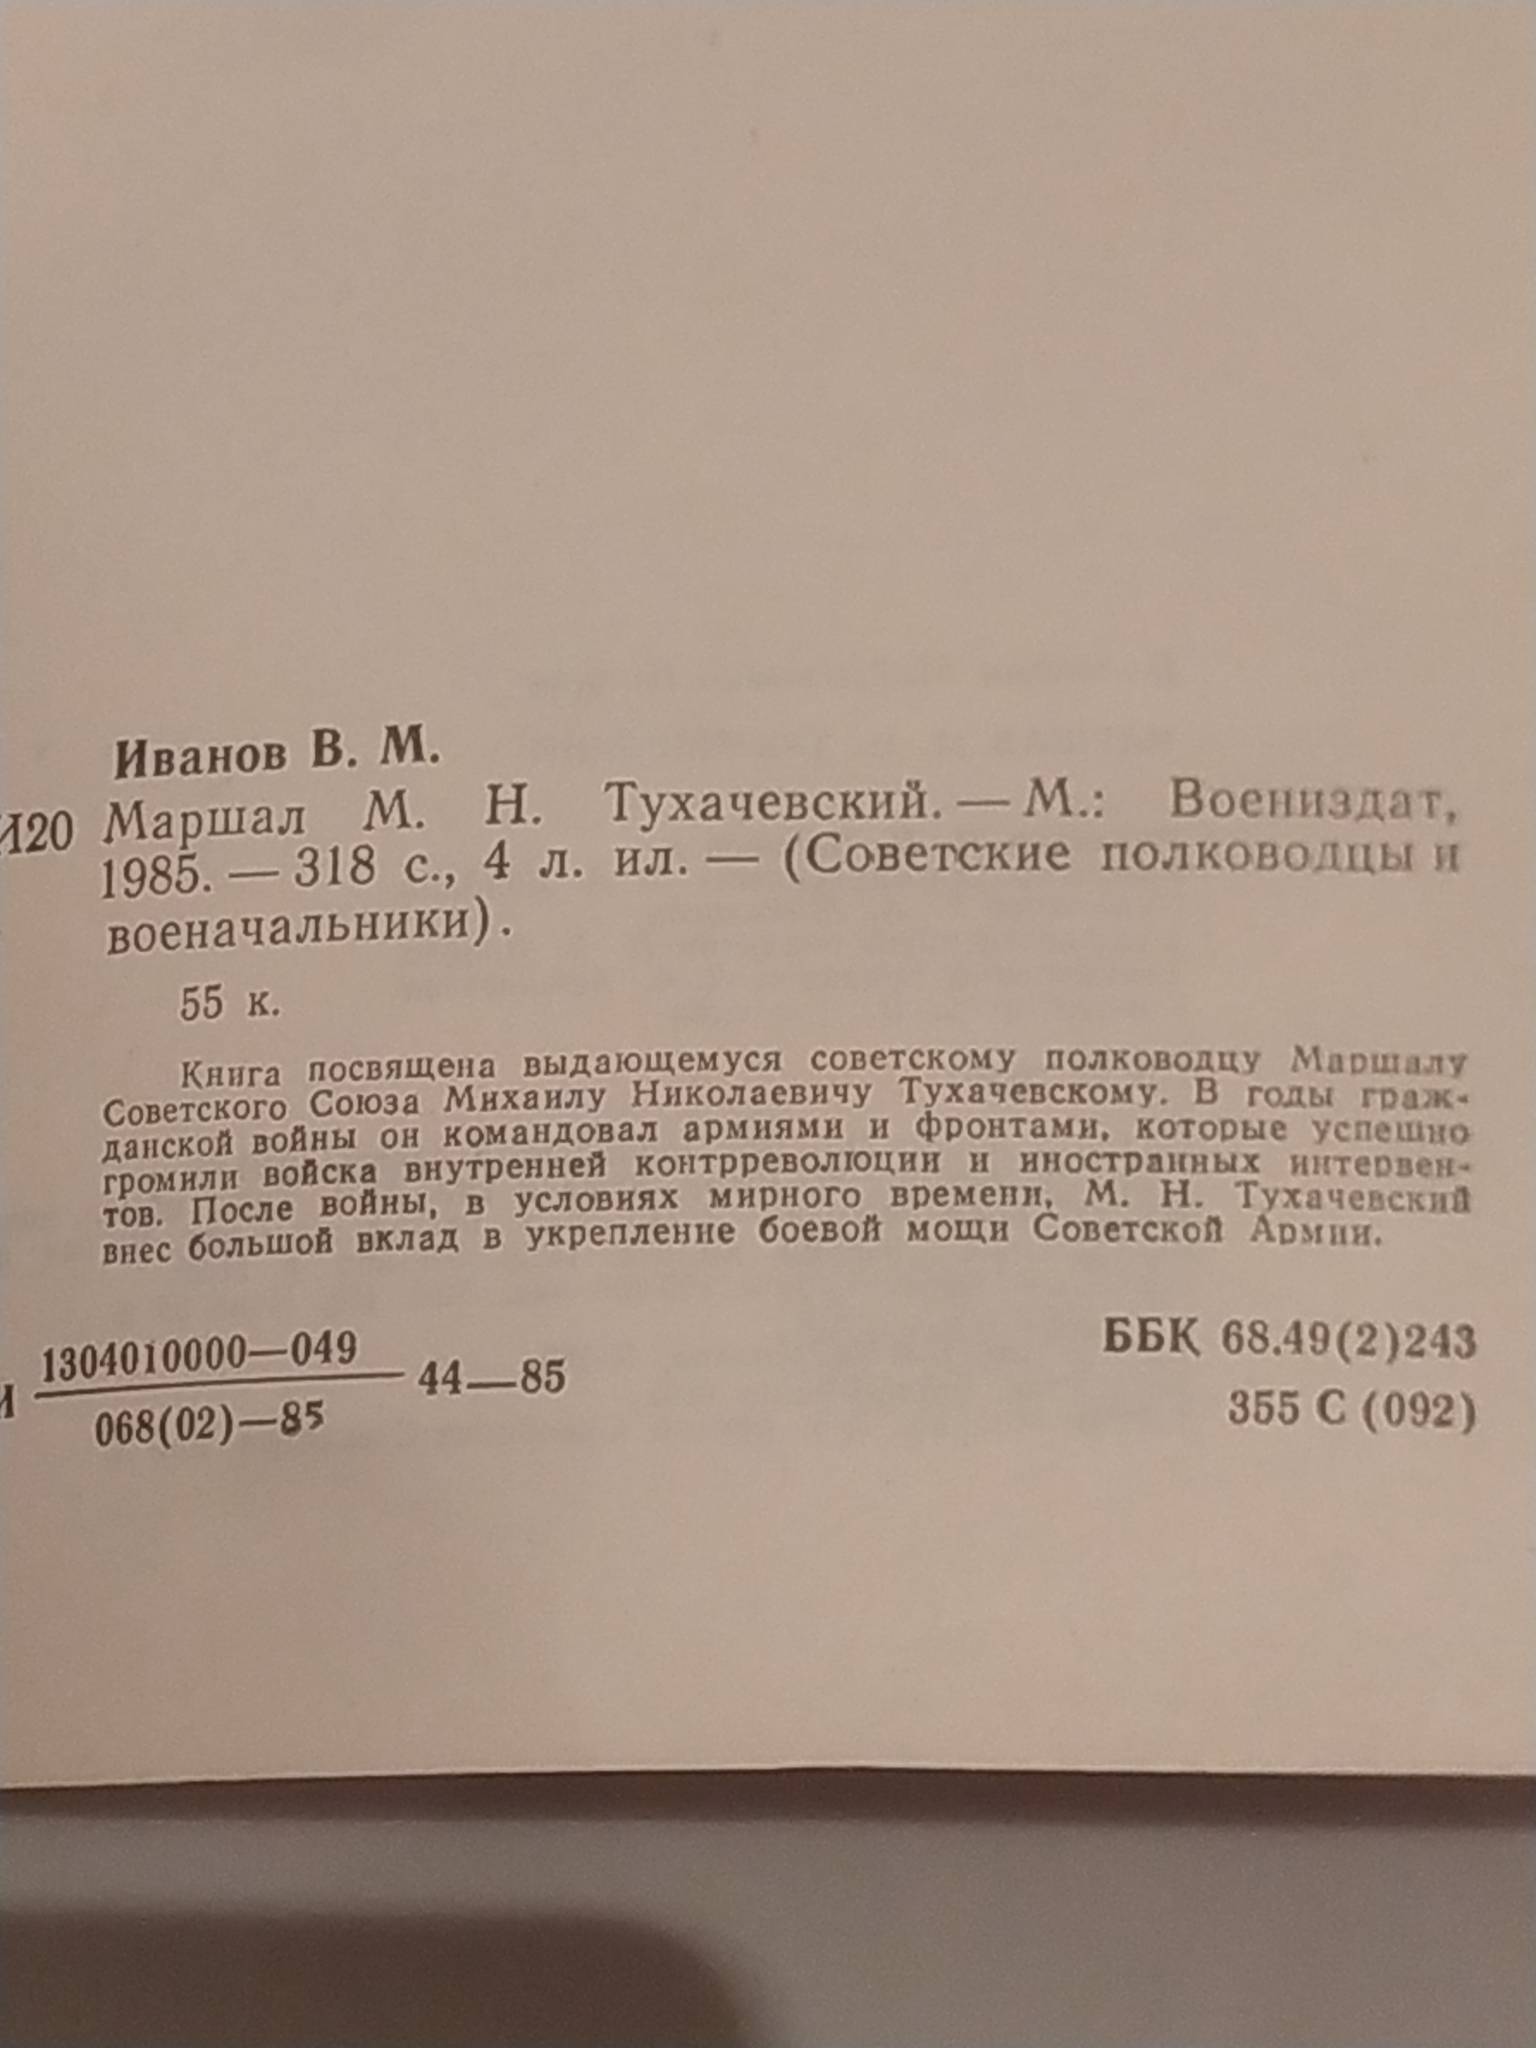 Иванов В. М.
И20 Маршал М. Н. Тухачевский. — М.: Воениздат,
1985. — 318 с., 4 л. ил. — (Советские полководцы и
военачальники).
55 к.
Книга посвящена выдающемуся советскому полководцу Маршалу
Советского Союза Михаилу Николаевичу Тухачевскому. В годы граж-
данской войны он командовал армиями и фронтами, которые успешно
громили войска внутренней контрреволюции и иностранных интервен-
тов. После войны, в условиях мирного времени, М. Н. Тухачевский
внес большой вклад в укрепление боевой мощи Советской Армии.
И 1304010000—049
068(02)—85
44—85
ББК 68.49(2)243
355 С (092)